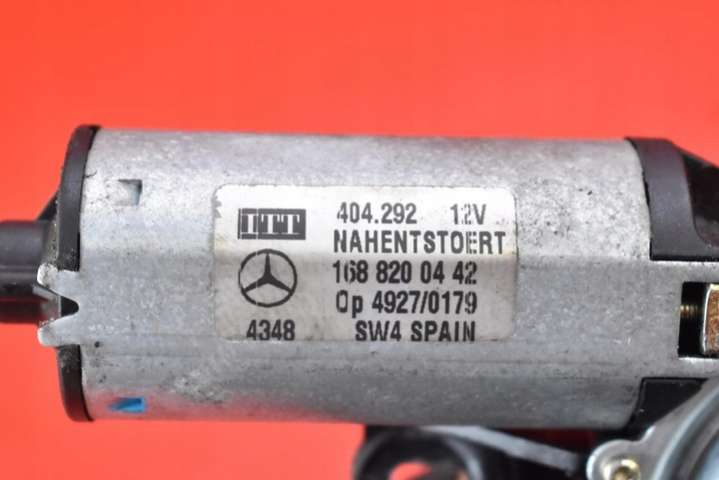 ITT 404.292 12V
NAHENTSTOERT
168 820 04 42
Op 4927/0179
4348 SW4 SPAIN